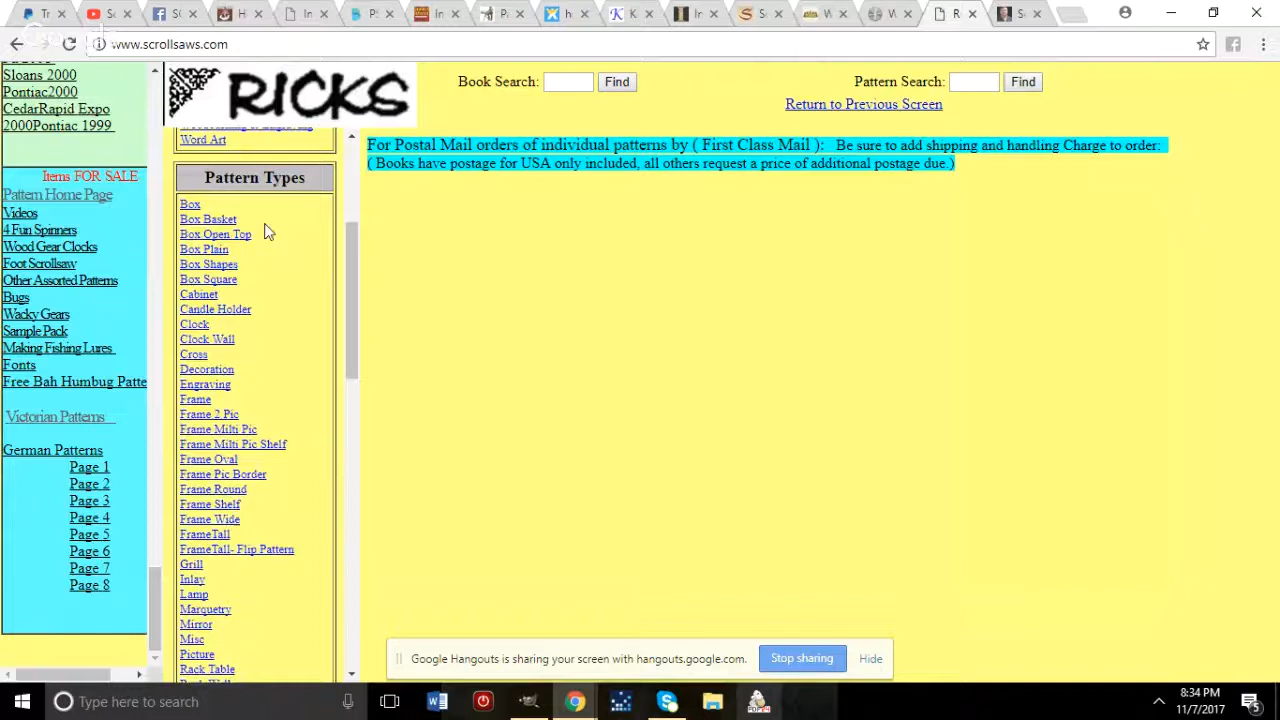 Tr
S
H
In
P
h
K
In
S
W
W
R
S
www.scrollsaws.com
Sloans 2000
Pontiac2000
CedarRapid Expo
2000Pontiac 1999
Items FOR SALE
Pattern Home Page
Videos
4 Fun Spinners
Wood Gear Clocks
Foot Scrollsaw
Other Assorted Patterns
Bugs
Wacky Gears
Sample Pack
Making Fishing Lures
Fonts
Free Bah Humbug Patte
Victorian Patterns
German Patterns
Page 1
Page 2
Page 3
Page 4
Page 5
Page 6
Page 7
Page 8
RICKS
Book Search: Find
Pattern Search: Find
Return to Previous Screen
Word Art
Pattern Types
Box
Box Basket
Box Open Top
Box Plain
Box Shapes
Box Square
Cabinet
Candle Holder
Clock
Clock Wall
Cross
Decoration
Engraving
Frame
Frame 2 Pic
Frame Milti Pic
Frame Milti Pic Shelf
Frame Oval
Frame Pic Border
Frame Round
Frame Shelf
Frame Wide
FrameTall
FrameTall- Flip Pattern
Grill
Inlay
Lamp
Marquetry
Mirror
Misc
Picture
Rack Table
For Postal Mail orders of individual patterns by ( First Class Mail ): Be sure to add shipping and handling Charge to order:
( Books have postage for USA only included, all others request a price of additional postage due.)
Google Hangouts is sharing your screen with hangouts.google.com. Stop sharing Hide
Type here to search
8:34 PM
11/7/2017
5